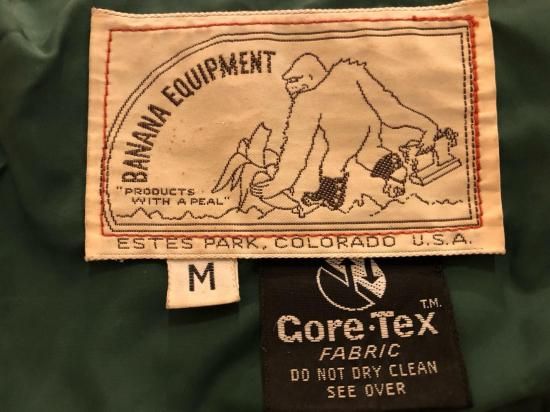 BANANA EQUIPMENT
"PRODUCTS
WITH A PEAL"
ESTES PARK, COLORADO U.S.A.
M
T.M.
Gore·Tex
FABRIC
DO NOT DRY CLEAN
SEE OVER